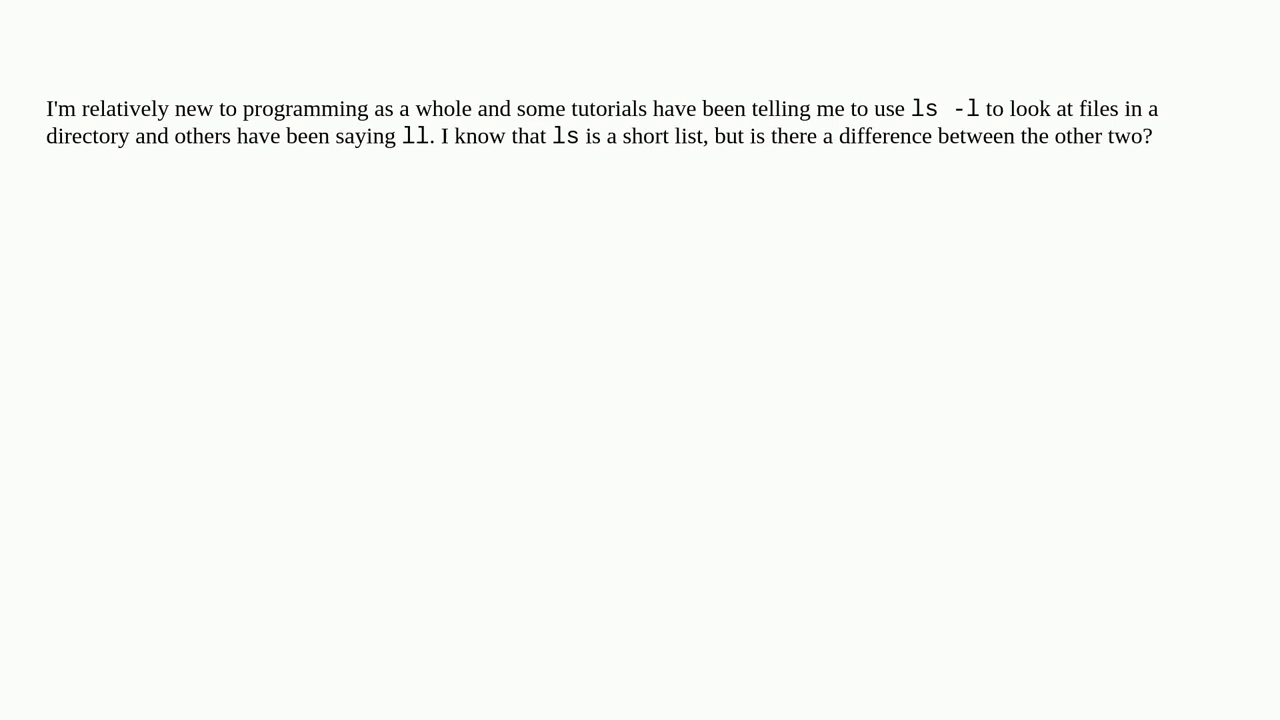 I'm relatively new to programming as a whole and some tutorials have been telling me to use ls -l to look at files in a
directory and others have been saying ll. I know that ls is a short list, but is there a difference between the other two?